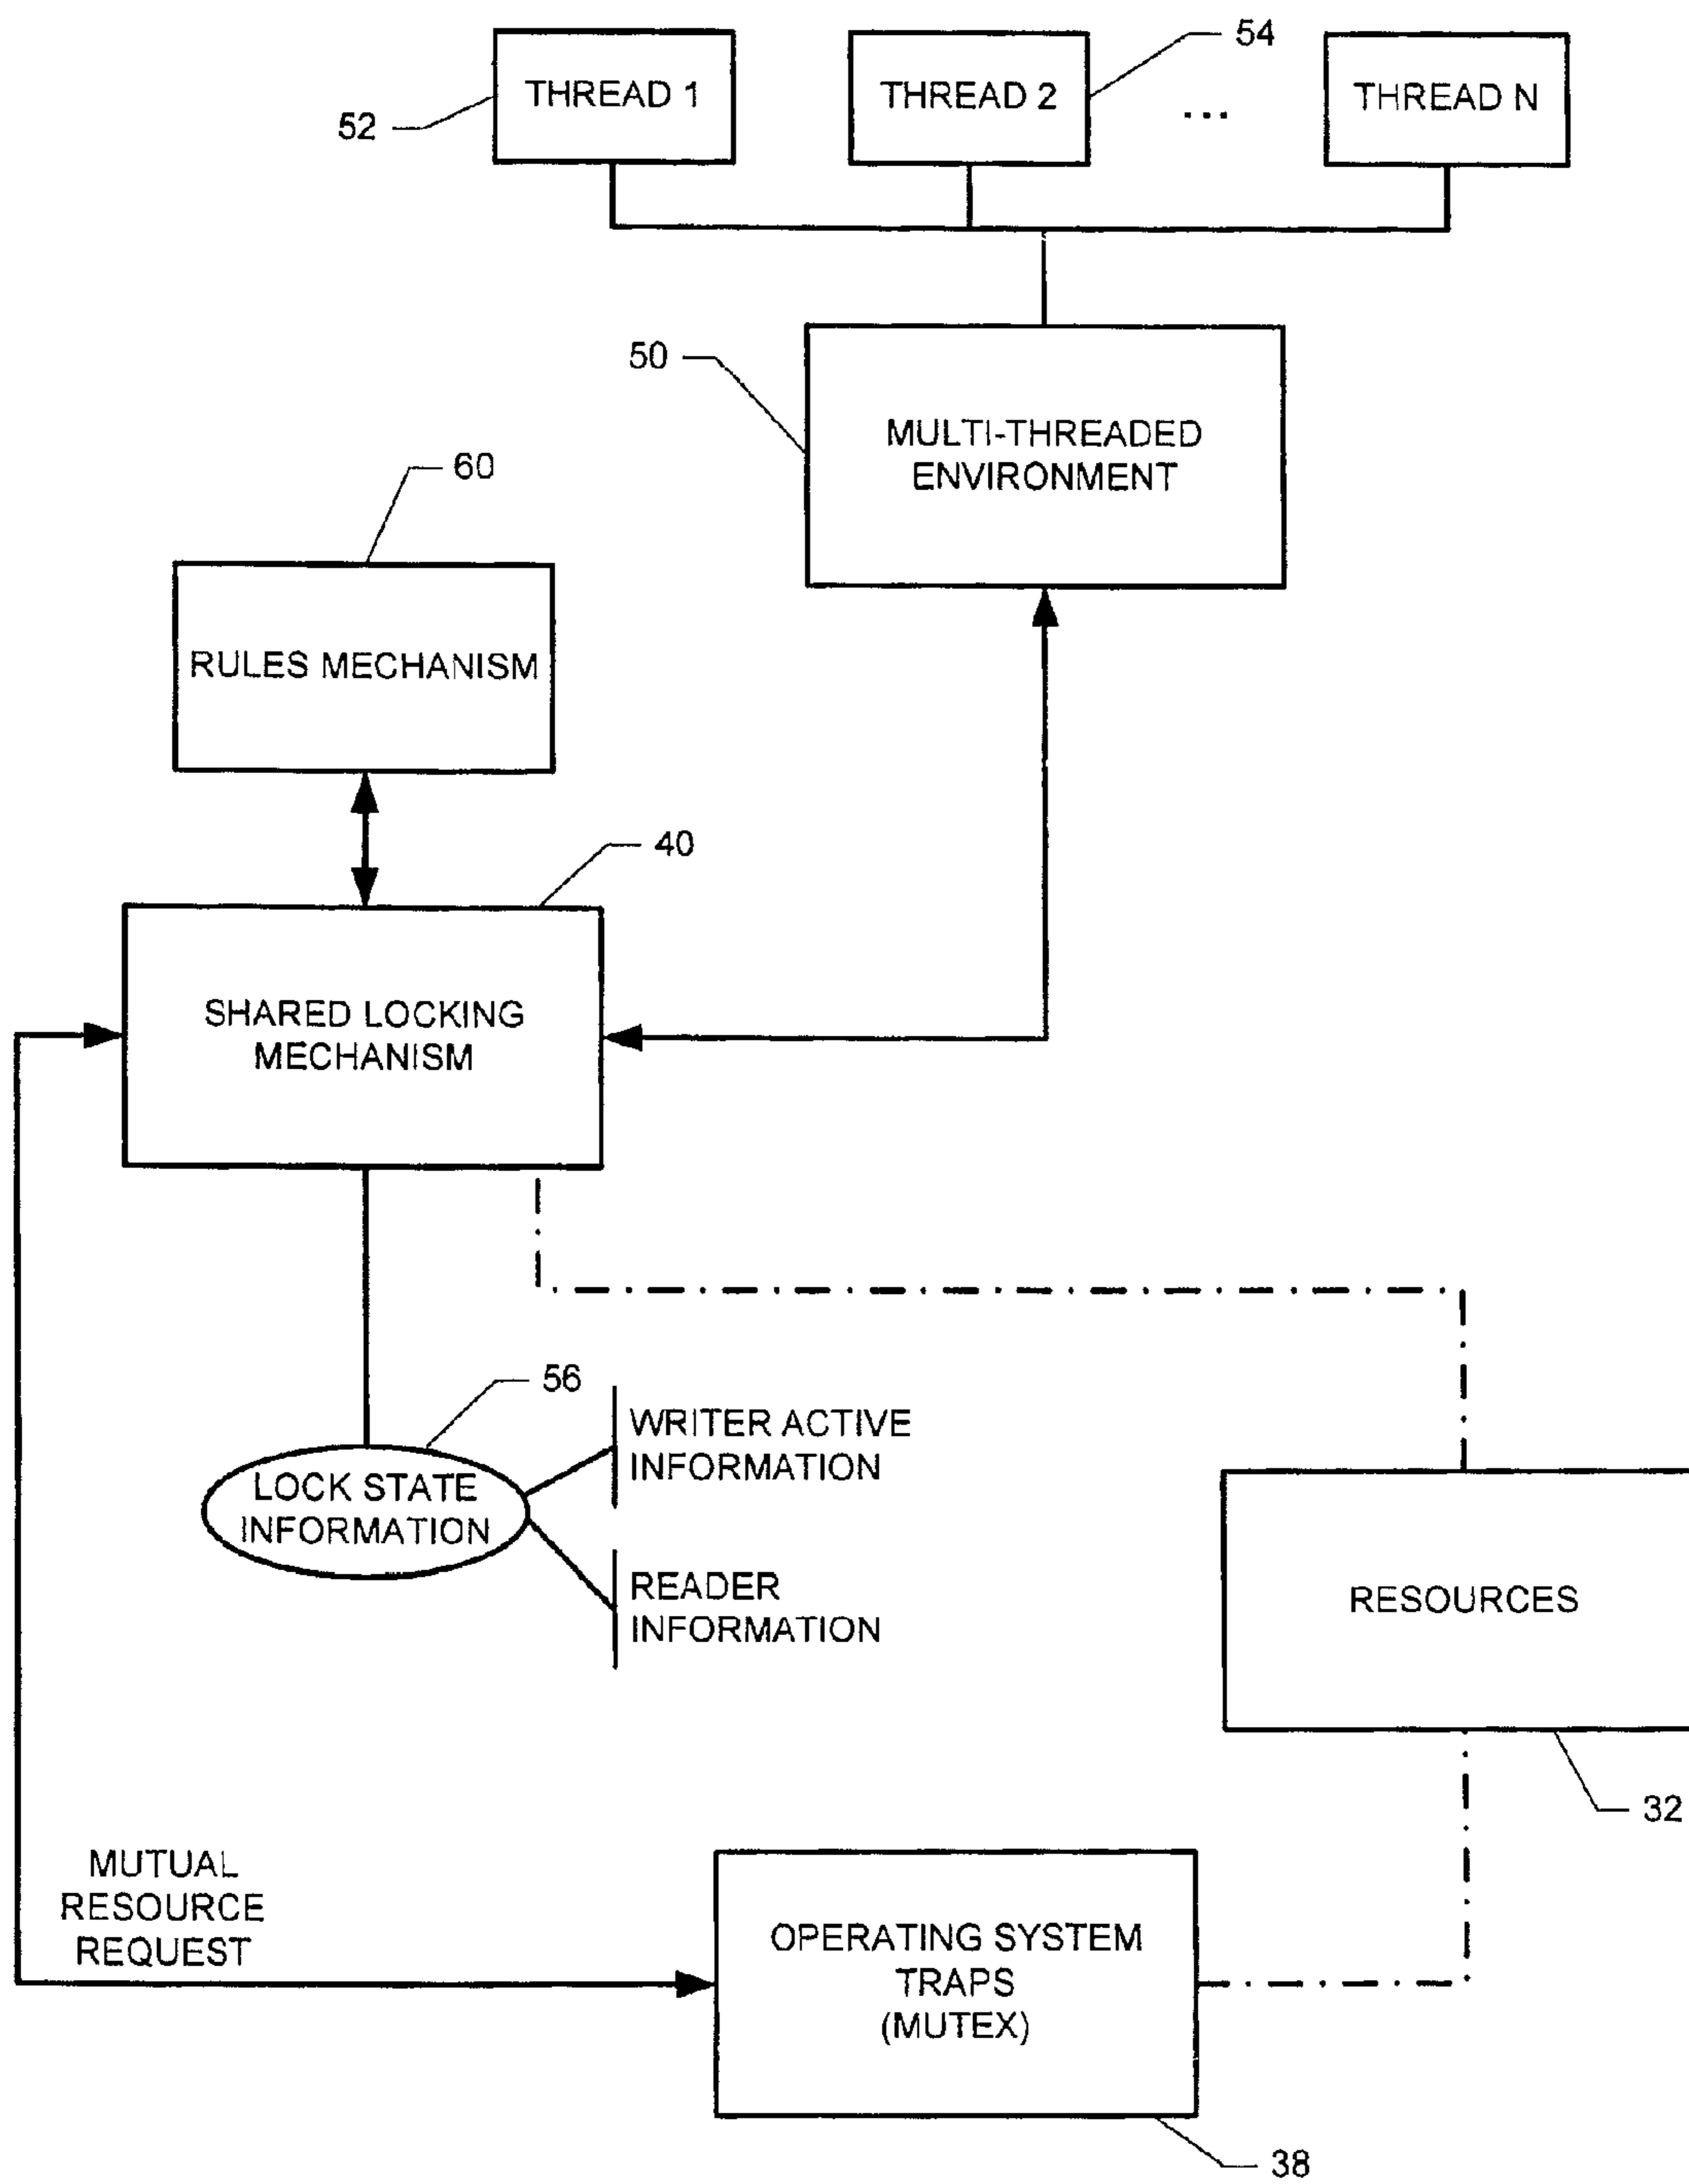 54
THREAD 1
THREAD 2
...
THREAD N
52
50
MULTI-THREADED
ENVIRONMENT
60
RULES MECHANISM
40
SHARED LOCKING
MECHANISM
56
WRITER ACTIVE
INFORMATION
LOCK STATE
INFORMATION
READER
INFORMATION
RESOURCES
32
MUTUAL
RESOURCE
REQUEST
OPERATING SYSTEM
TRAPS
(MUTEX)
38